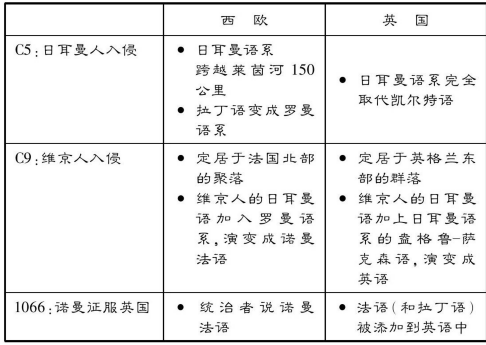 西 欧
英 国
C5:日耳曼人入侵
● 日耳曼语系
跨越莱茵河 150
公里
● 拉丁语变成罗曼
语系
● 日耳曼语系完全
取代凯尔特语
C9:维京人入侵
● 定居于法国北部
的聚落
● 维京人的日耳曼
语加入罗曼语
系,演变成诺曼
法语
● 定居于英格兰东
部的群落
● 维京人的日耳曼
语加上日耳曼语
系的盎格鲁-萨
克森语,演变成
英语
1066:诺曼证服英国
● 统治者说诺曼
法语
● 法语(和拉丁语)
被添加到英语中